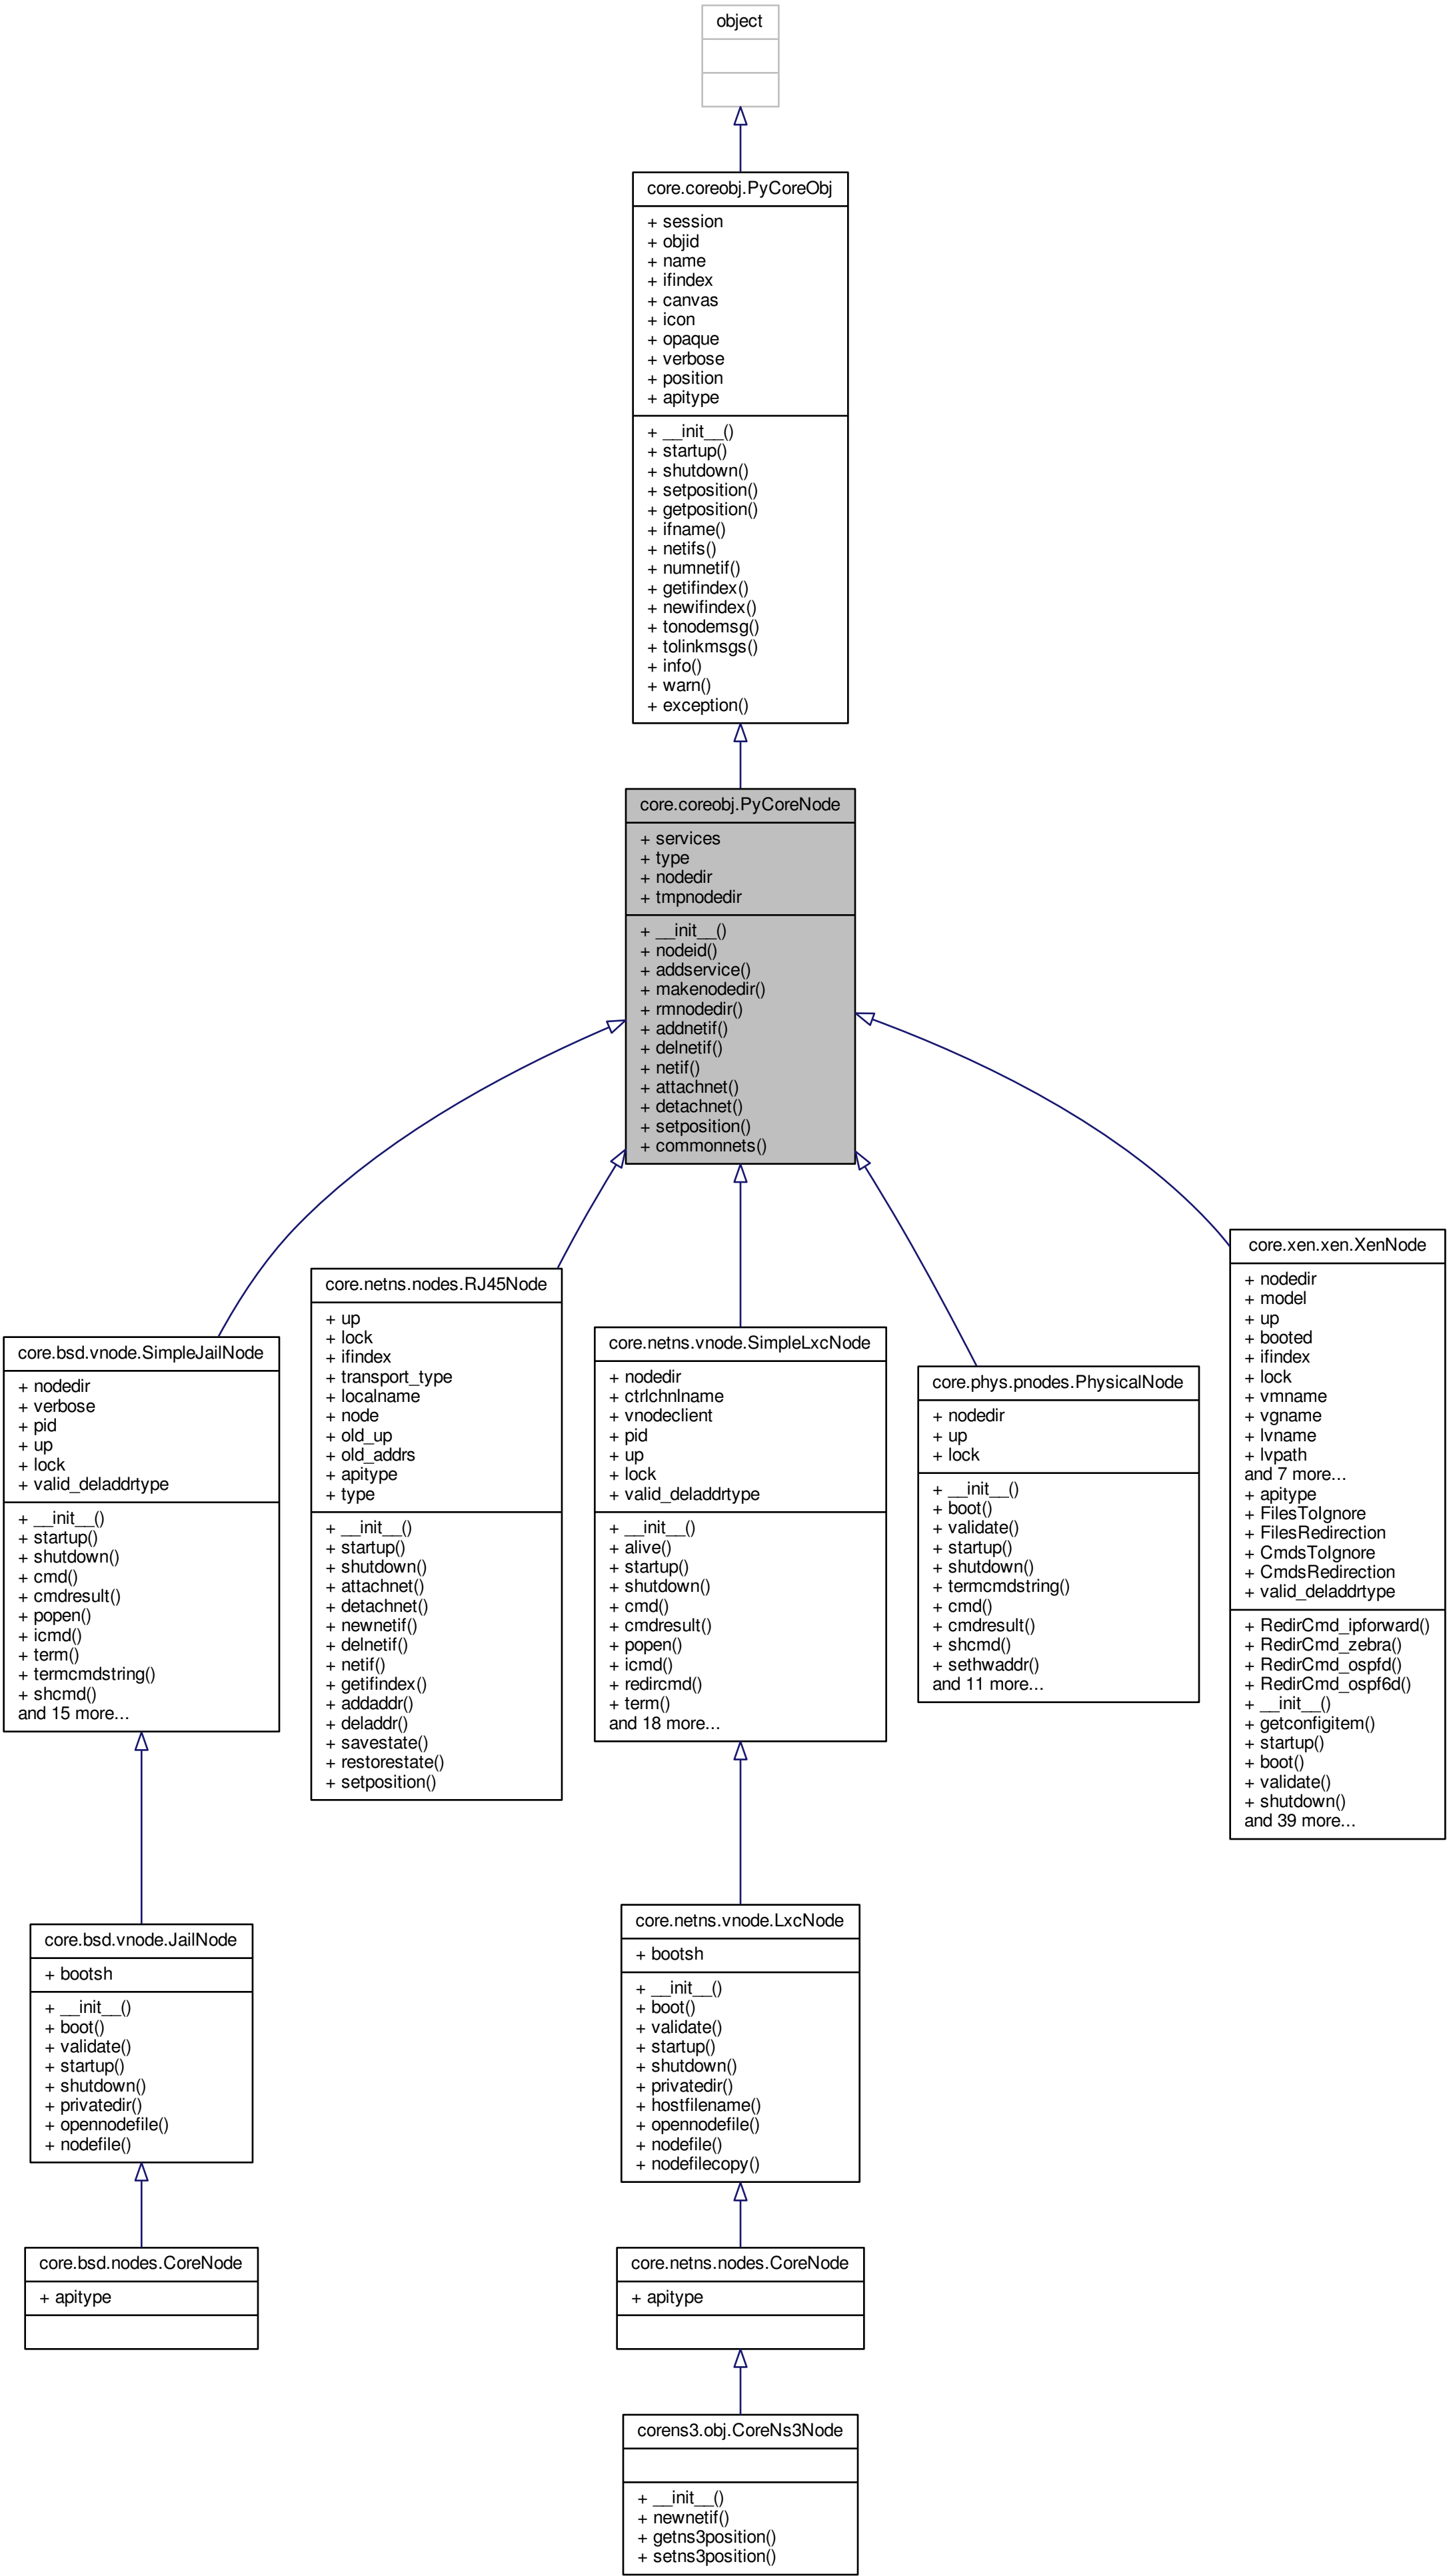 object
core.coreobj.PyCoreObj
+ session
+ objid
+ name
+ ifindex
+ canvas
+ icon
+ opaque
+ verbose
+ position
+ apitype
+ __init__()
+ startup()
+ shutdown()
+ setposition()
+ getposition()
+ ifname()
+ netifs()
+ numnetif()
+ getifindex()
+ newifindex()
+ tonodemsg()
+ tolinkmsgs()
+ info()
+ warn()
+ exception()
core.coreobj.PyCoreNode
+ services
+ type
+ nodedir
+ tmpnodedir
+ __init__()
+ nodeid()
+ addservice()
+ makenodedir()
+ rmnodedir()
+ addnetif()
+ delnetif()
+ netif()
+ attachnet()
+ detachnet()
+ setposition()
+ commonnets()
core.bsd.vnode.SimpleJailNode
+ nodedir
+ verbose
+ pid
+ up
+ lock
+ valid_deladdrtype
+ __init__()
+ startup()
+ shutdown()
+ cmd()
+ cmdresult()
+ popen()
+ icmd()
+ term()
+ termcmdstring()
+ shcmd()
and 15 more...
core.netns.nodes.RJ45Node
+ up
+ lock
+ ifindex
+ transport_type
+ localname
+ node
+ old_up
+ old_addrs
+ apitype
+ type
+ __init__()
+ startup()
+ shutdown()
+ attachnet()
+ detachnet()
+ newnetif()
+ delnetif()
+ netif()
+ getifindex()
+ addaddr()
+ deladdr()
+ savestate()
+ restorestate()
+ setposition()
core.netns.vnode.SimpleLxcNode
+ nodedir
+ ctrlchnlname
+ vnodeclient
+ pid
+ up
+ lock
+ valid_deladdrtype
+ __init__()
+ alive()
+ startup()
+ shutdown()
+ cmd()
+ cmdresult()
+ popen()
+ icmd()
+ redircmd()
+ term()
and 18 more...
core.phys.pnodes.PhysicalNode
+ nodedir
+ up
+ lock
+ __init__()
+ boot()
+ validate()
+ startup()
+ shutdown()
+ termcmdstring()
+ cmd()
+ cmdresult()
+ shcmd()
+ sethwaddr()
and 11 more...
core.xen.xen.XenNode
+ nodedir
+ model
+ up
+ booted
+ ifindex
+ lock
+ vmname
+ vgname
+ lvname
+ lvpath
and 7 more...
+ apitype
+ FilesToIgnore
+ FilesRedirection
+ CmdsToIgnore
+ CmdsRedirection
+ valid_deladdrtype
+ RedirCmd_ipforward()
+ RedirCmd_zebra()
+ RedirCmd_ospfd()
+ RedirCmd_ospf6d()
+ __init__()
+ getconfigitem()
+ startup()
+ boot()
+ validate()
+ shutdown()
and 39 more...
core.bsd.vnode.JailNode
+ bootsh
+ __init__()
+ boot()
+ validate()
+ startup()
+ shutdown()
+ privatedir()
+ opennodefile()
+ nodefile()
core.netns.vnode.LxcNode
+ bootsh
+ __init__()
+ boot()
+ validate()
+ startup()
+ shutdown()
+ privatedir()
+ hostfilename()
+ opennodefile()
+ nodefile()
+ nodefilecopy()
core.bsd.nodes.CoreNode
+ apitype
core.netns.nodes.CoreNode
+ apitype
corens3.obj.CoreNs3Node
+ __init__()
+ newnetif()
+ getns3position()
+ setns3position()